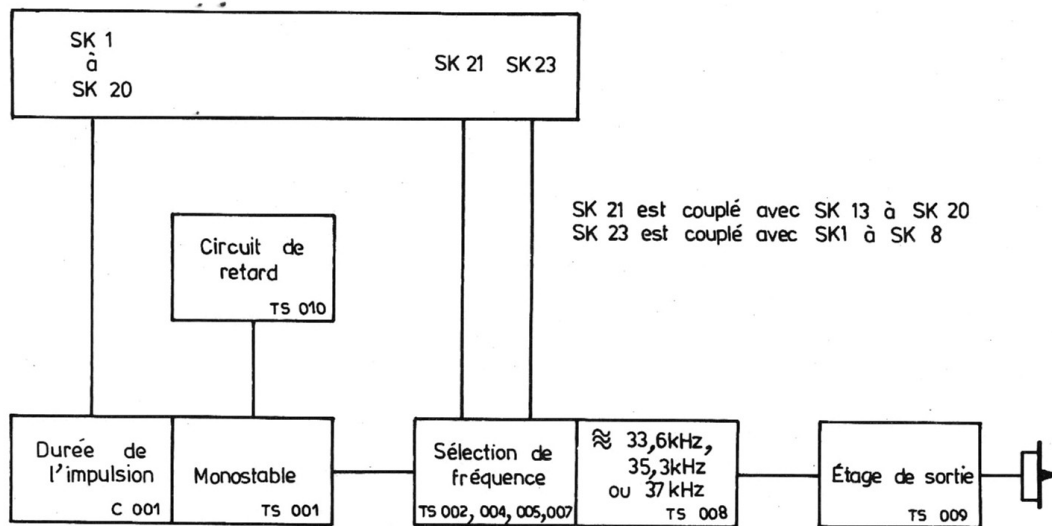 SK 1
à
SK 20
SK 21 SK 23
SK 21 est couplé avec SK 13 à SK 20
SK 23 est couplé avec SK1 à SK 8
Circuit de
retard
TS 010
Durée de
l'impulsion
C 001
Monostable
TS 001
Sélection de
fréquence
TS 002, 004, 005,007
≈ 33,6kHz,
35,3kHz
ou 37kHz
TS 008
Étage de sortie
TS 009